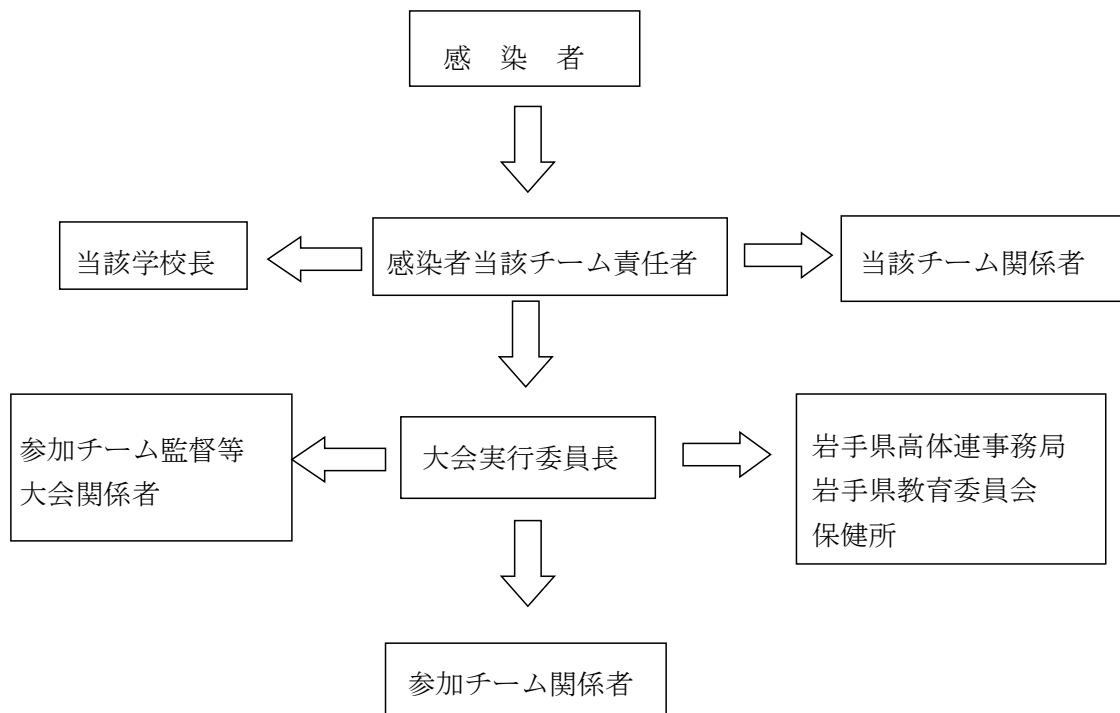 感　染　者
当該学校長
感染者当該チーム責任者
当該チーム関係者
参加チーム監督等
大会関係者
大会実行委員長
岩手県高体連事務局
岩手県教育委員会
保健所
参加チーム関係者